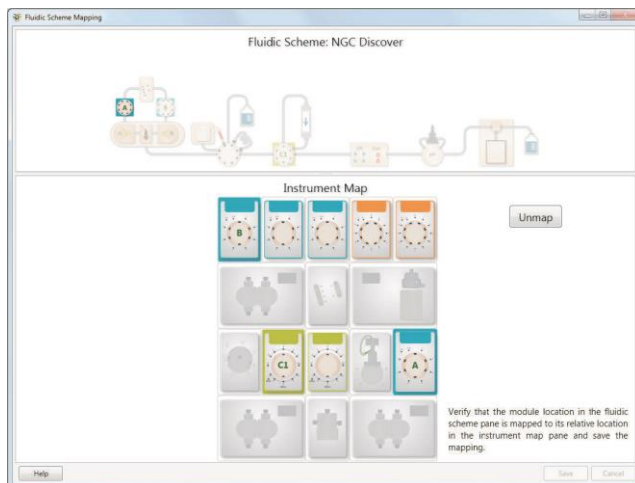 Fluidic Scheme Mapping
Fluidic Scheme: NGC Discover
A
Instrument Map
B
Unmap
C1
A
Verify that the module location in the fluidic
scheme pane is mapped to its relative location
in the instrument map pane and save the
mapping.
Help
Save
Cancel